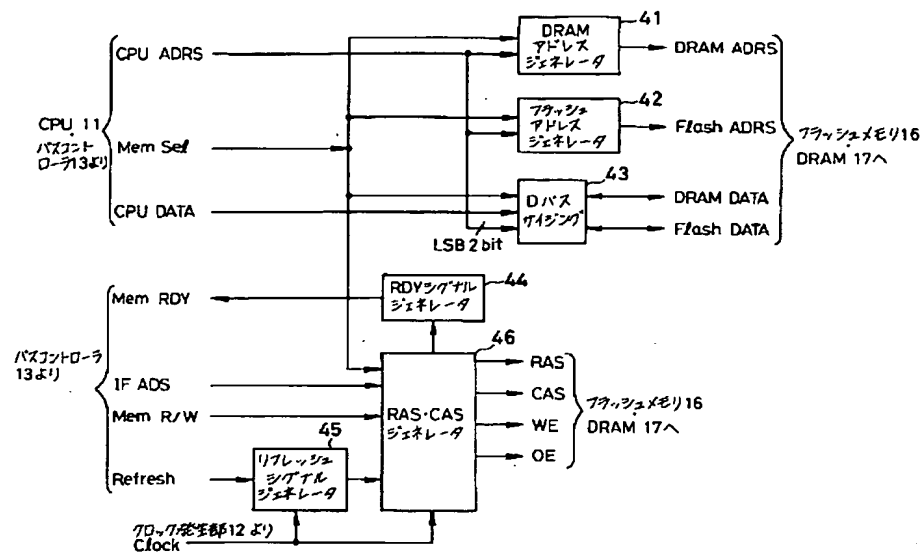 41
DRAM
アドレス
ジェネレータ
DRAM ADRS
CPU ADRS
42
フラッシュ
アドレス
ジェネレータ
Flash ADRS
CPU 11
バスコント
ローラ13より
Mem Sel
フラッシュメモリ16
DRAM 17へ
43
Dバス
サイジング
DRAM DATA
Flash DATA
CPU DATA
LSB 2 bit
44
RDYシグナル
ジェネレータ
Mem RDY
46
RAS・CAS
ジェネレータ
RAS
CAS
WE
OE
フラッシュメモリ16
DRAM 17へ
バスコントローラ
13より
IF ADS
Mem R/W
45
リフレッシュ
シグナル
ジェネレータ
Refresh
クロック発生部12より
Clock